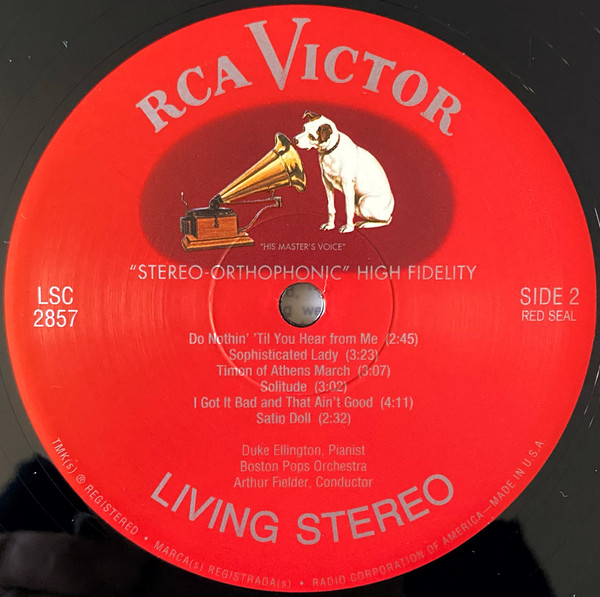 RCA VICTOR
"HIS MASTER'S VOICE"
"STEREO-ORTHOPHONIC" HIGH FIDELITY
LSC
2857
SIDE 2
RED SEAL
Do Nothin' 'Til You Hear from Me (2:45)
Sophisticated Lady (3:23)
Timon of Athens March (3:07)
Solitude (3:02)
I Got It Bad and That Ain't Good (4:11)
Satin Doll (2:32)
Duke Ellington, Pianist
Boston Pops Orchestra
Arthur Fielder, Conductor
LIVING STEREO
TMK(s) ® REGISTERED • MARCA(s) REGISTRADA(s) • RADIO CORPORATION OF AMERICA—MADE IN U.S.A.